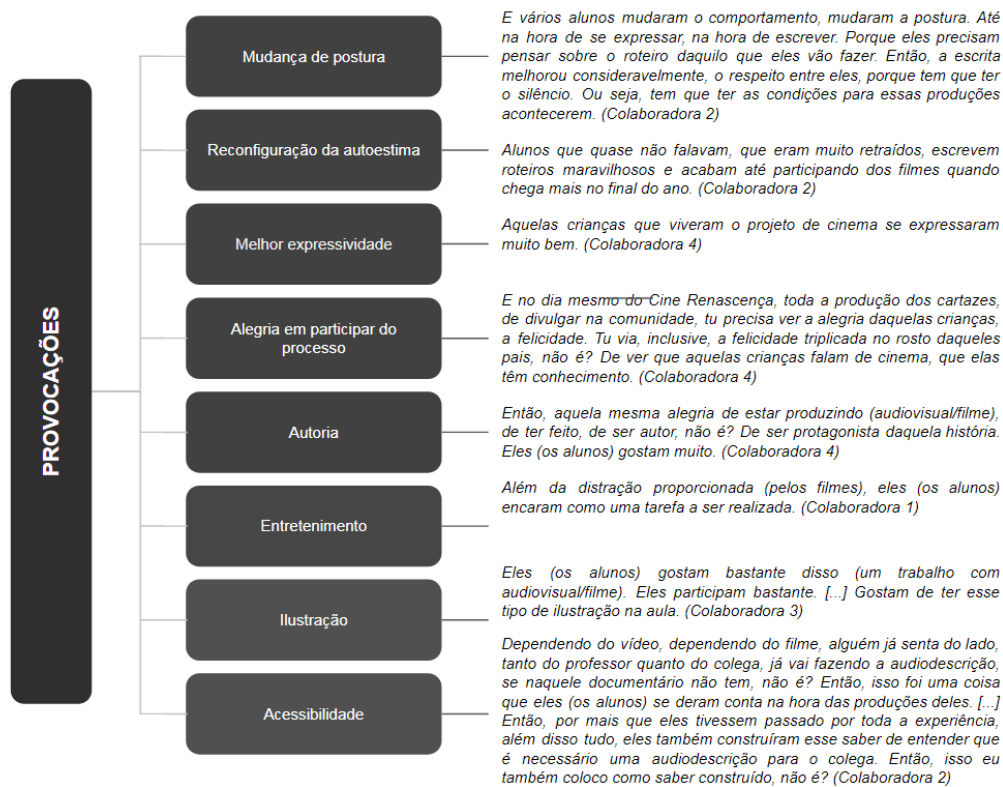 PROVOCAÇÕES
Mudança de postura
E vários alunos mudaram o comportamento, mudaram a postura. Até
na hora de se expressar, na hora de escrever. Porque eles precisam
pensar sobre o roteiro daquilo que eles vão fazer. Então, a escrita
melhorou consideravelmente, o respeito entre eles, porque tem que ter
o silêncio. Ou seja, tem que ter as condições para essas produções
acontecerem. (Colaboradora 2)
Reconfiguração da autoestima
Alunos que quase não falavam, que eram muito retraídos, escrevem
roteiros maravilhosos e acabam até participando dos filmes quando
chega mais no final do ano. (Colaboradora 2)
Melhor expressividade
Aquelas crianças que viveram o projeto de cinema se expressaram
muito bem. (Colaboradora 4)
Alegria em participar do
processo
E no dia mesmo do Cine Renascença, toda a produção dos cartazes,
de divulgar na comunidade, tu precisa ver a alegria daquelas crianças,
a felicidade. Tu via, inclusive, a felicidade triplicada no rosto daqueles
pais, não é? De ver que aquelas crianças falam de cinema, que elas
têm conhecimento. (Colaboradora 4)
Autoria
Então, aquela mesma alegria de estar produzindo (audiovisual/filme),
de ter feito, de ser autor, não é? De ser protagonista daquela história.
Eles (os alunos) gostam muito. (Colaboradora 4)
Entretenimento
Além da distração proporcionada (pelos filmes), eles (os alunos)
encaram como uma tarefa a ser realizada. (Colaboradora 1)
Ilustração
Eles (os alunos) gostam bastante disso (um trabalho com
audiovisual/filme). Eles participam bastante. [...] Gostam de ter esse
tipo de ilustração na aula. (Colaboradora 3)
Acessibilidade
Dependendo do vídeo, dependendo do filme, alguém já senta do lado,
tanto do professor quanto do colega, já vai fazendo a audiodescrição,
se naquele documentário não tem, não é? Então, isso foi uma coisa
que eles (os alunos) se deram conta na hora das produções deles. [...]
Então, por mais que eles tivessem passado por toda a experiência,
além disso tudo, eles também construíram esse saber de entender que
é necessário uma audiodescrição para o colega. Então, isso eu
também coloco como saber construído, não é? (Colaboradora 2)